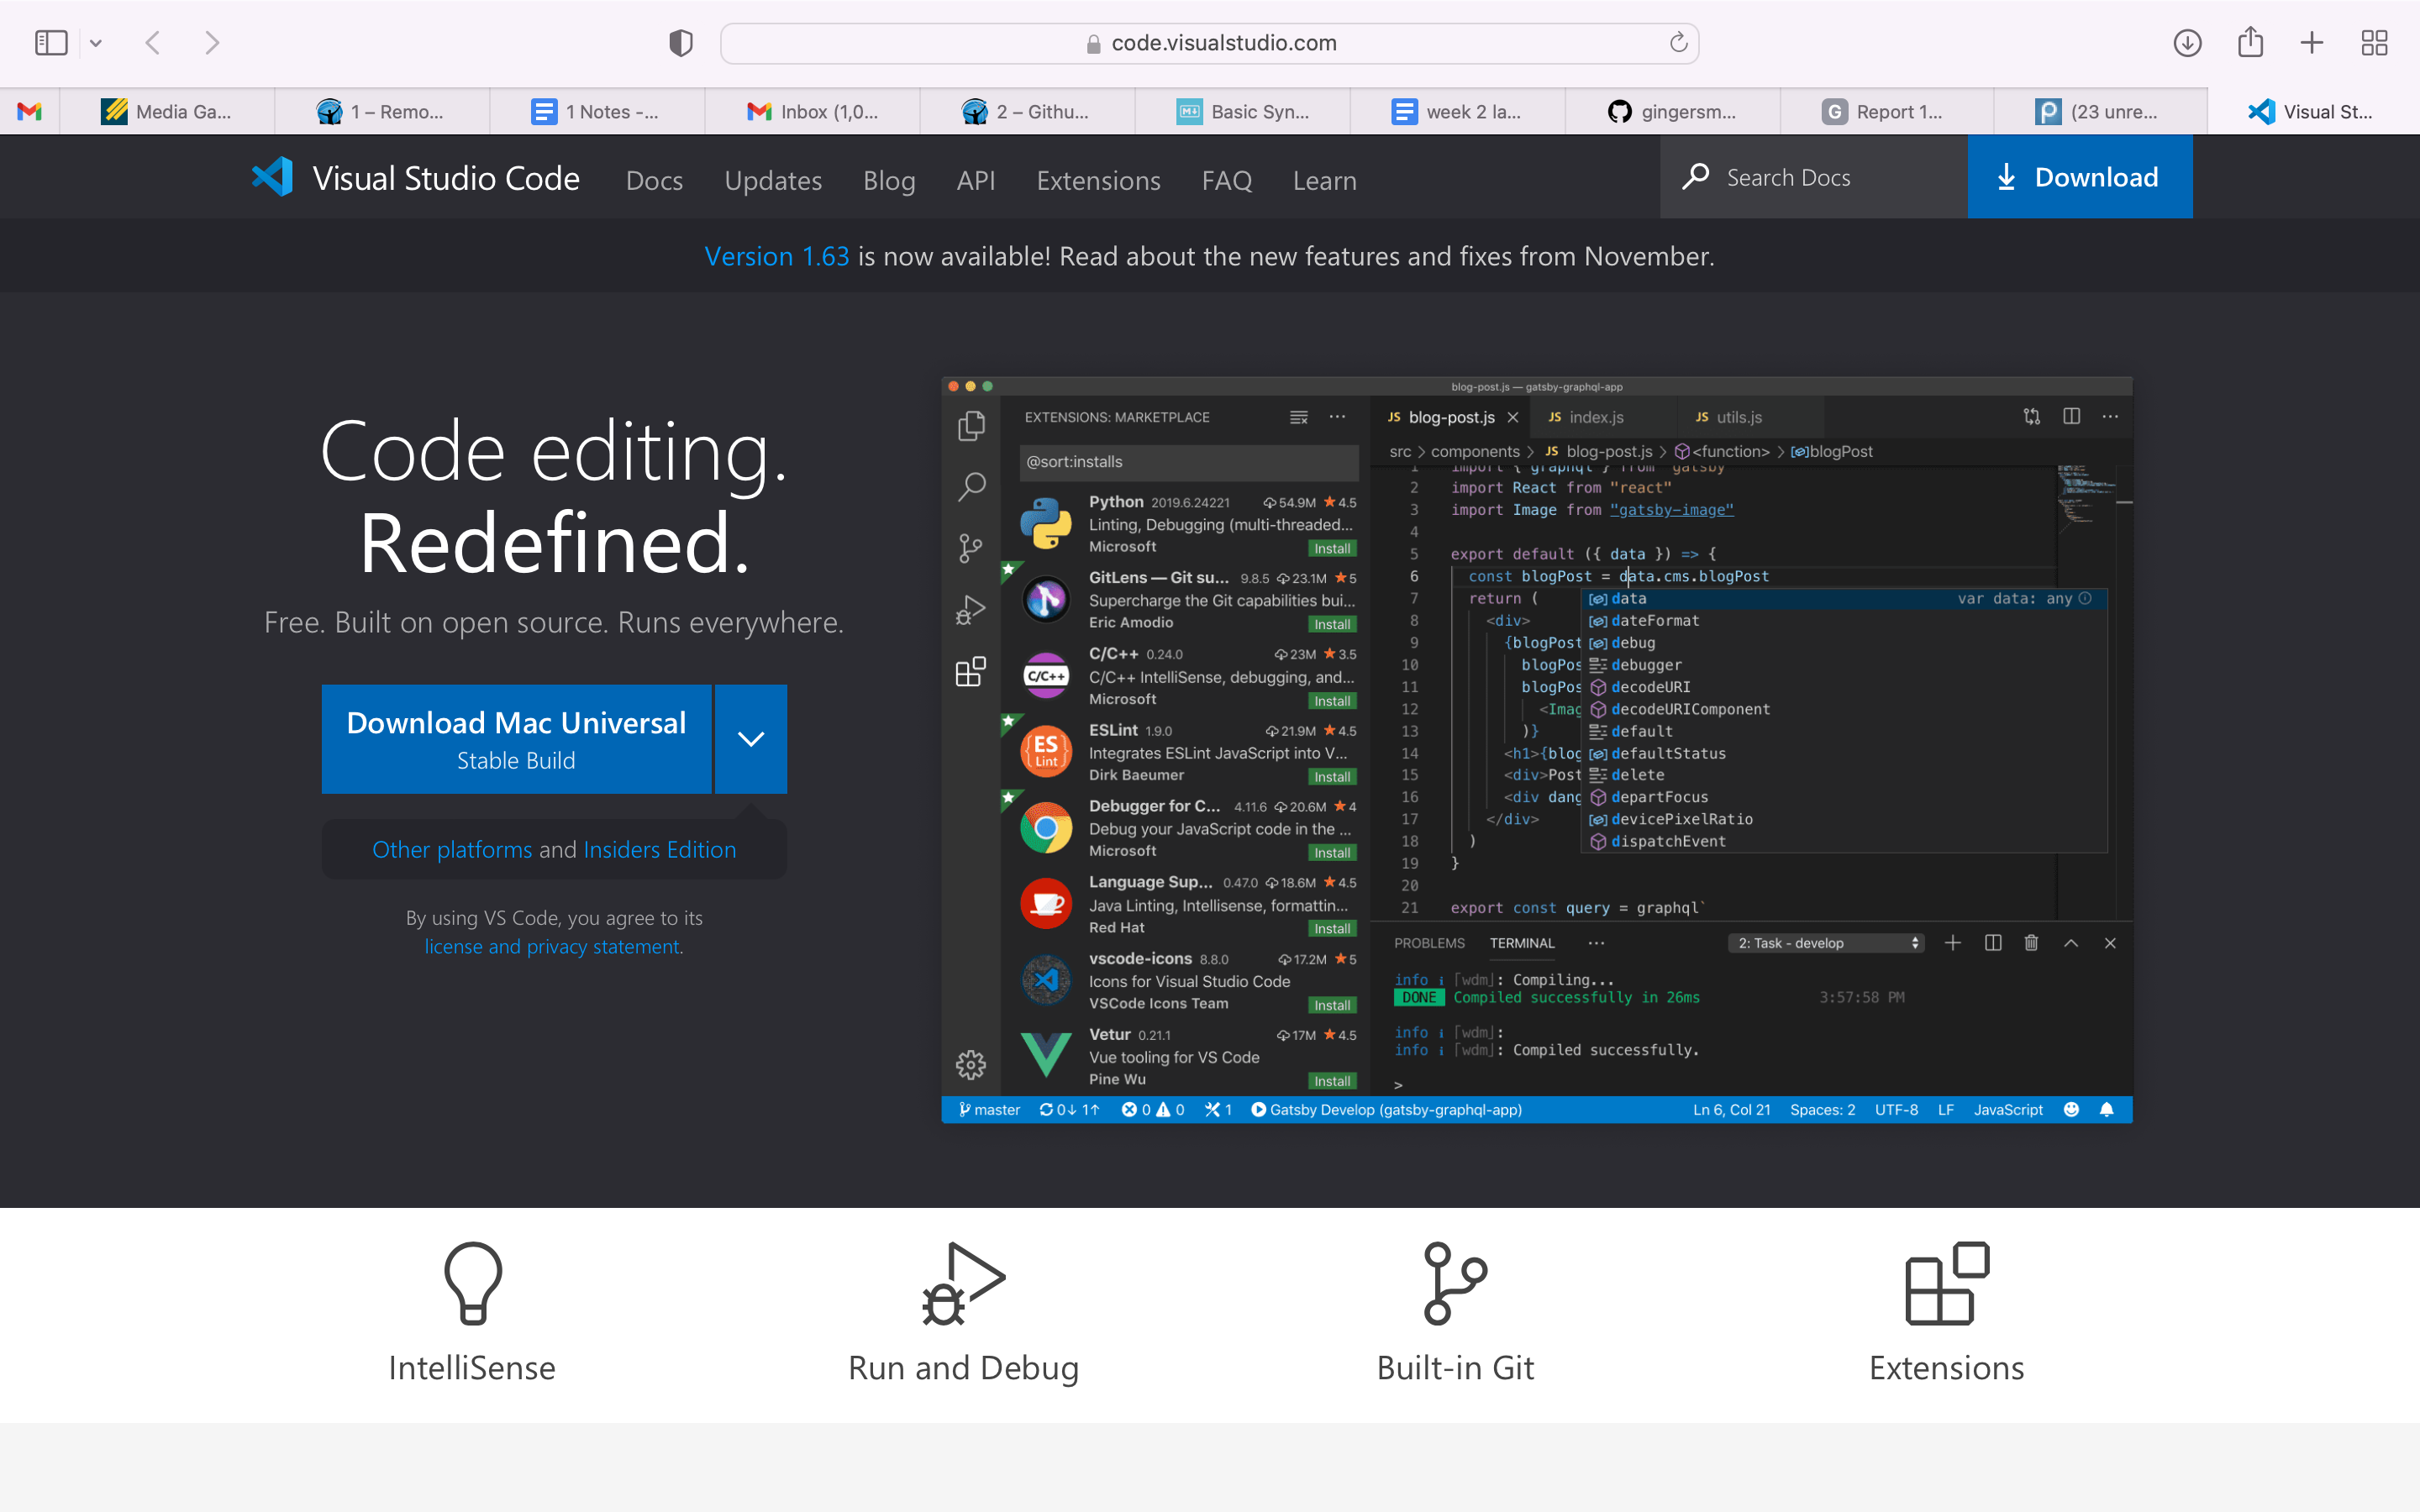 code.visualstudio.com
Media Ga...
1 – Remo...
1 Notes -...
Inbox (1,0...
2 – Githu...
Basic Syn...
week 2 la...
gingersm...
Report 1...
(23 unre...
Visual St...
Visual Studio Code Docs Updates Blog API Extensions FAQ Learn
Search Docs
Download
Version 1.63 is now available! Read about the new features and fixes from November.
Code editing.
Redefined.
Free. Built on open source. Runs everywhere.
Download Mac Universal
Stable Build
Other platforms and Insiders Edition
By using VS Code, you agree to its
license and privacy statement.
blog-post.js — gatsby-graphql-app
EXTENSIONS: MARKETPLACE
@sort:installs
Python 2019.6.24221 54.9M 4.5
Linting, Debugging (multi-threaded...
Microsoft Install
GitLens — Git su... 9.8.5 23.1M 5
Supercharge the Git capabilities bui...
Eric Amodio Install
C/C++
C/C++ 0.24.0 23M 3.5
C/C++ IntelliSense, debugging, and...
Microsoft Install
ES
Lint
ESLint 1.9.0 21.9M 4.5
Integrates ESLint JavaScript into V...
Dirk Baeumer Install
Debugger for C... 4.11.6 20.6M 4
Debug your JavaScript code in the ...
Microsoft Install
Language Sup... 0.47.0 18.6M 4.5
Java Linting, Intellisense, formattin...
Red Hat Install
vscode-icons 8.8.0 17.2M 5
Icons for Visual Studio Code
VSCode Icons Team Install
Vetur 0.21.1 17M 4.5
Vue tooling for VS Code
Pine Wu Install
JS blog-post.js JS index.js JS utils.js
src > components > JS blog-post.js > <function> > blogPost
1 import { graphql } from "gatsby"
2 import React from "react"
3 import Image from "gatsby-image"
4
5 export default ({ data }) => {
6 const blogPost = data.cms.blogPost
7 return (
8 <div>
9 {blogPost
10 blogPos
11 blogPos
12 <Imag
13 )}
14 <h1>{blog
15 <div>Post
16 <div dang
17 </div>
18 )
19 }
20
21 export const query = graphql`
data var data: any
dateFormat
debug
debugger
decodeURI
decodeURIComponent
default
defaultStatus
delete
departFocus
devicePixelRatio
dispatchEvent
PROBLEMS TERMINAL ... 2: Task - develop
info i ｢wdm｣: Compiling...
DONE Compiled successfully in 26ms 3:57:58 PM
info i ｢wdm｣:
info i ｢wdm｣: Compiled successfully.
>
master 0↓ 1↑ 0 0 1 Gatsby Develop (gatsby-graphql-app) Ln 6, Col 21 Spaces: 2 UTF-8 LF JavaScript
IntelliSense
Run and Debug
Built-in Git
Extensions